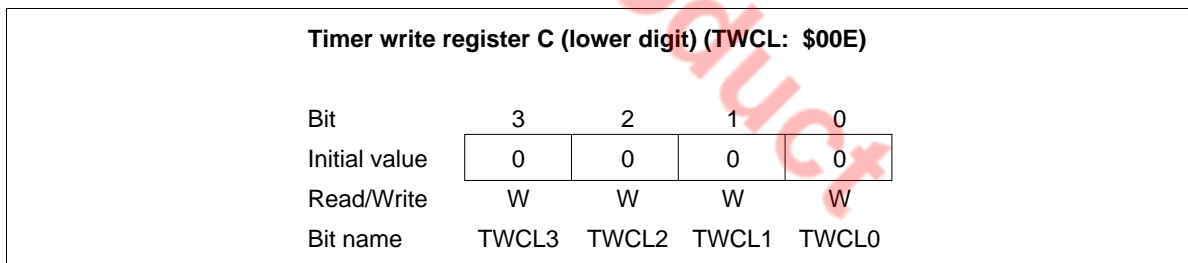 oduct
Timer write register C (lower digit) (TWCL: $00E)
Bit 3 2 1 0
Initial value 0 0 0 0
Read/Write W W W W
Bit name TWCL3 TWCL2 TWCL1 TWCL0